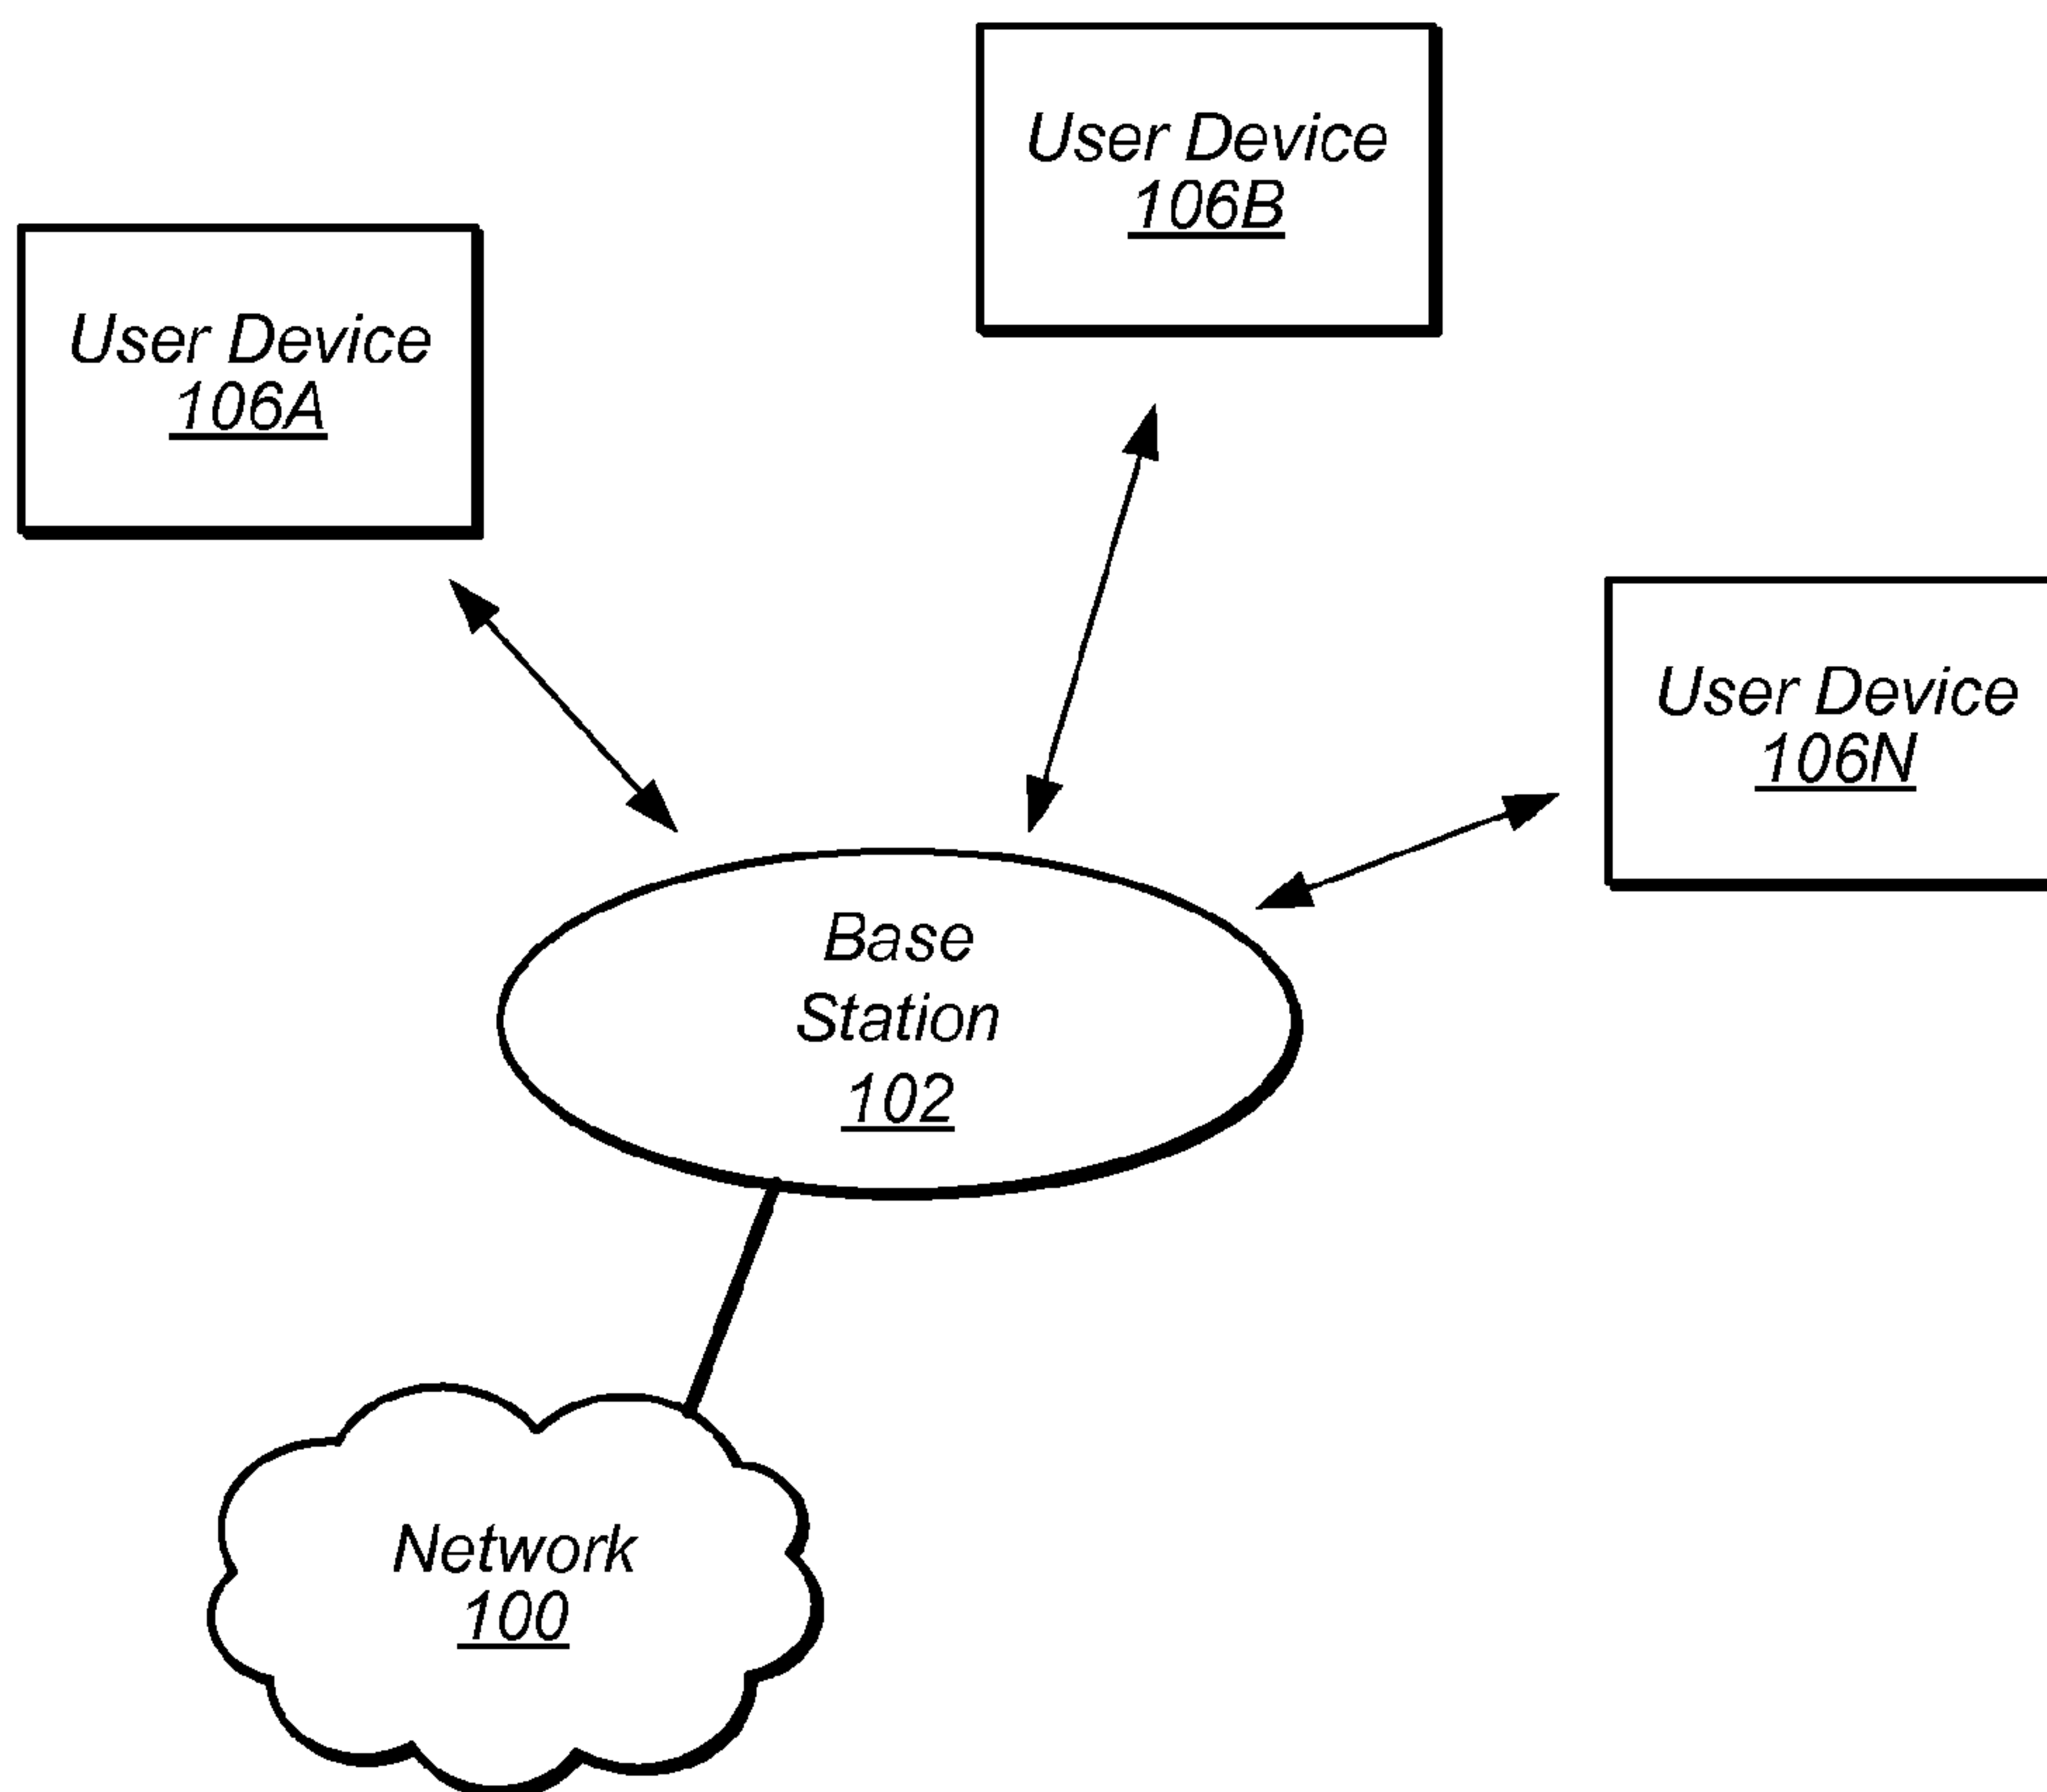 User Device
106B
User Device
106A
User Device
106N
Base
Station
102
Network
100